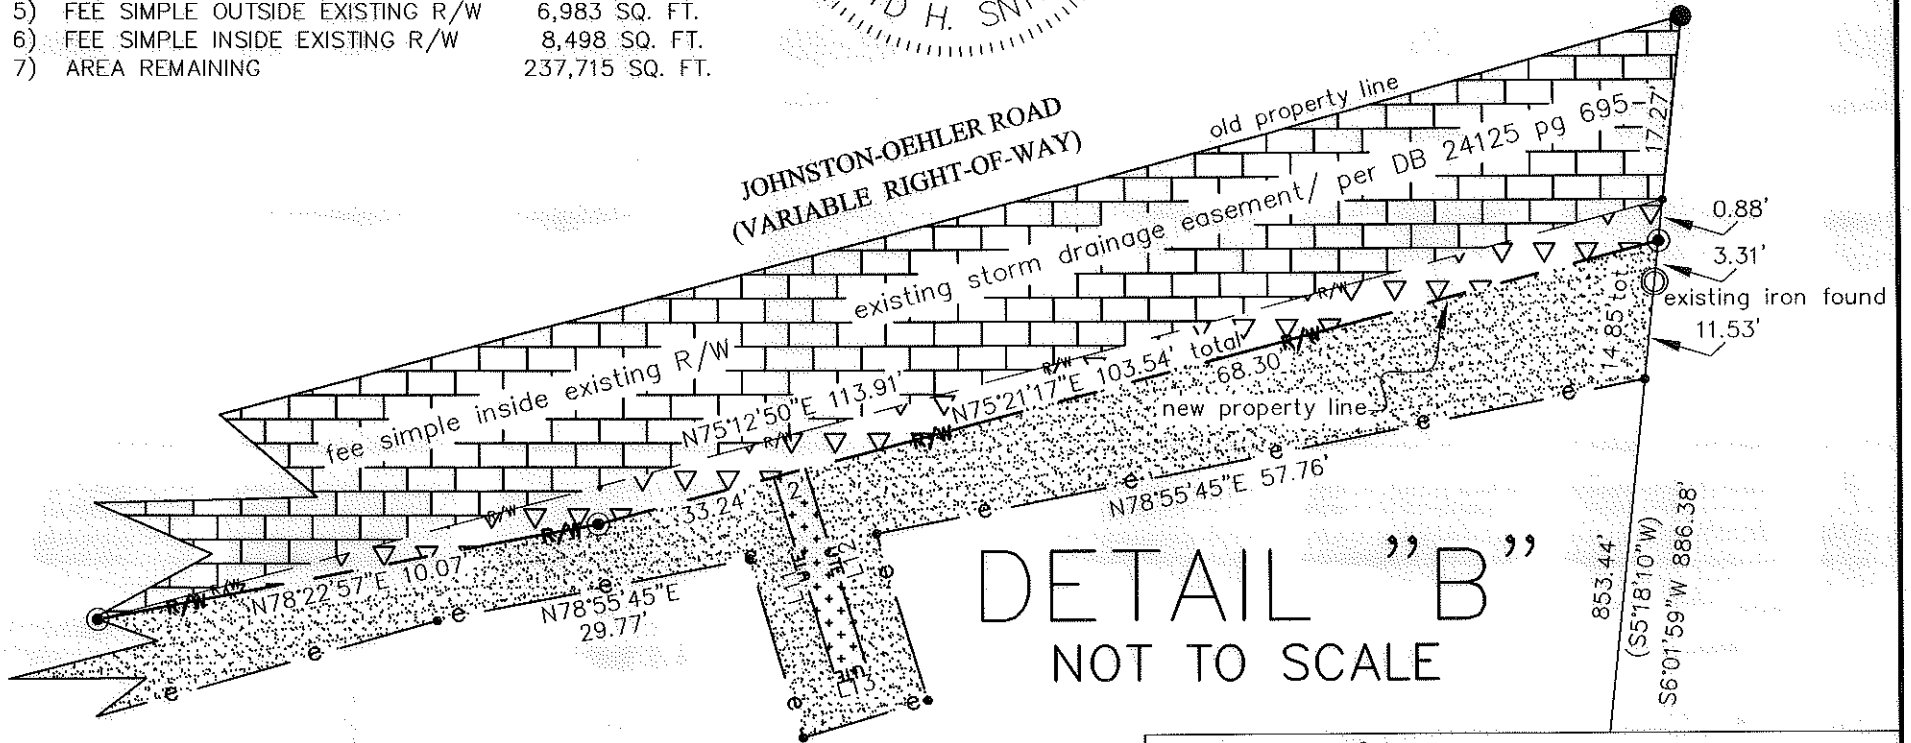 5) FEE SIMPLE OUTSIDE EXISTING R/W 6,983 SQ. FT.
6) FEE SIMPLE INSIDE EXISTING R/W 8,498 SQ. FT.
7) AREA REMAINING 237,715 SQ. FT.
H.
JOHNSTON-OEHLER ROAD
(VARIABLE RIGHT-OF-WAY)
old property line
existing storm drainage easement/ per DB 24125 pg 695-
17.27'
0.88'
3.31'
existing iron found
11.53'
14.85 tot
fee simple inside existing R/W
N75°12'50"E 113.91'
R/W
R/W
R/W
N75°21'17"E 103.54' total
68.30'
R/W
R/W
new property line
33.24'
2'
R/W
R/W
R/W
R/W
N78°22'57"E 10.07'
e
e
e
e
N78°55'45"E
29.77'
e
e
e
e
e
N78°55'45"E 57.76'
e
e
e
e
UTE
L12
UTE
L13
DETAIL "B"
NOT TO SCALE
853.44'
(S5°18'10"W)
S6°01'59"W 886.38'